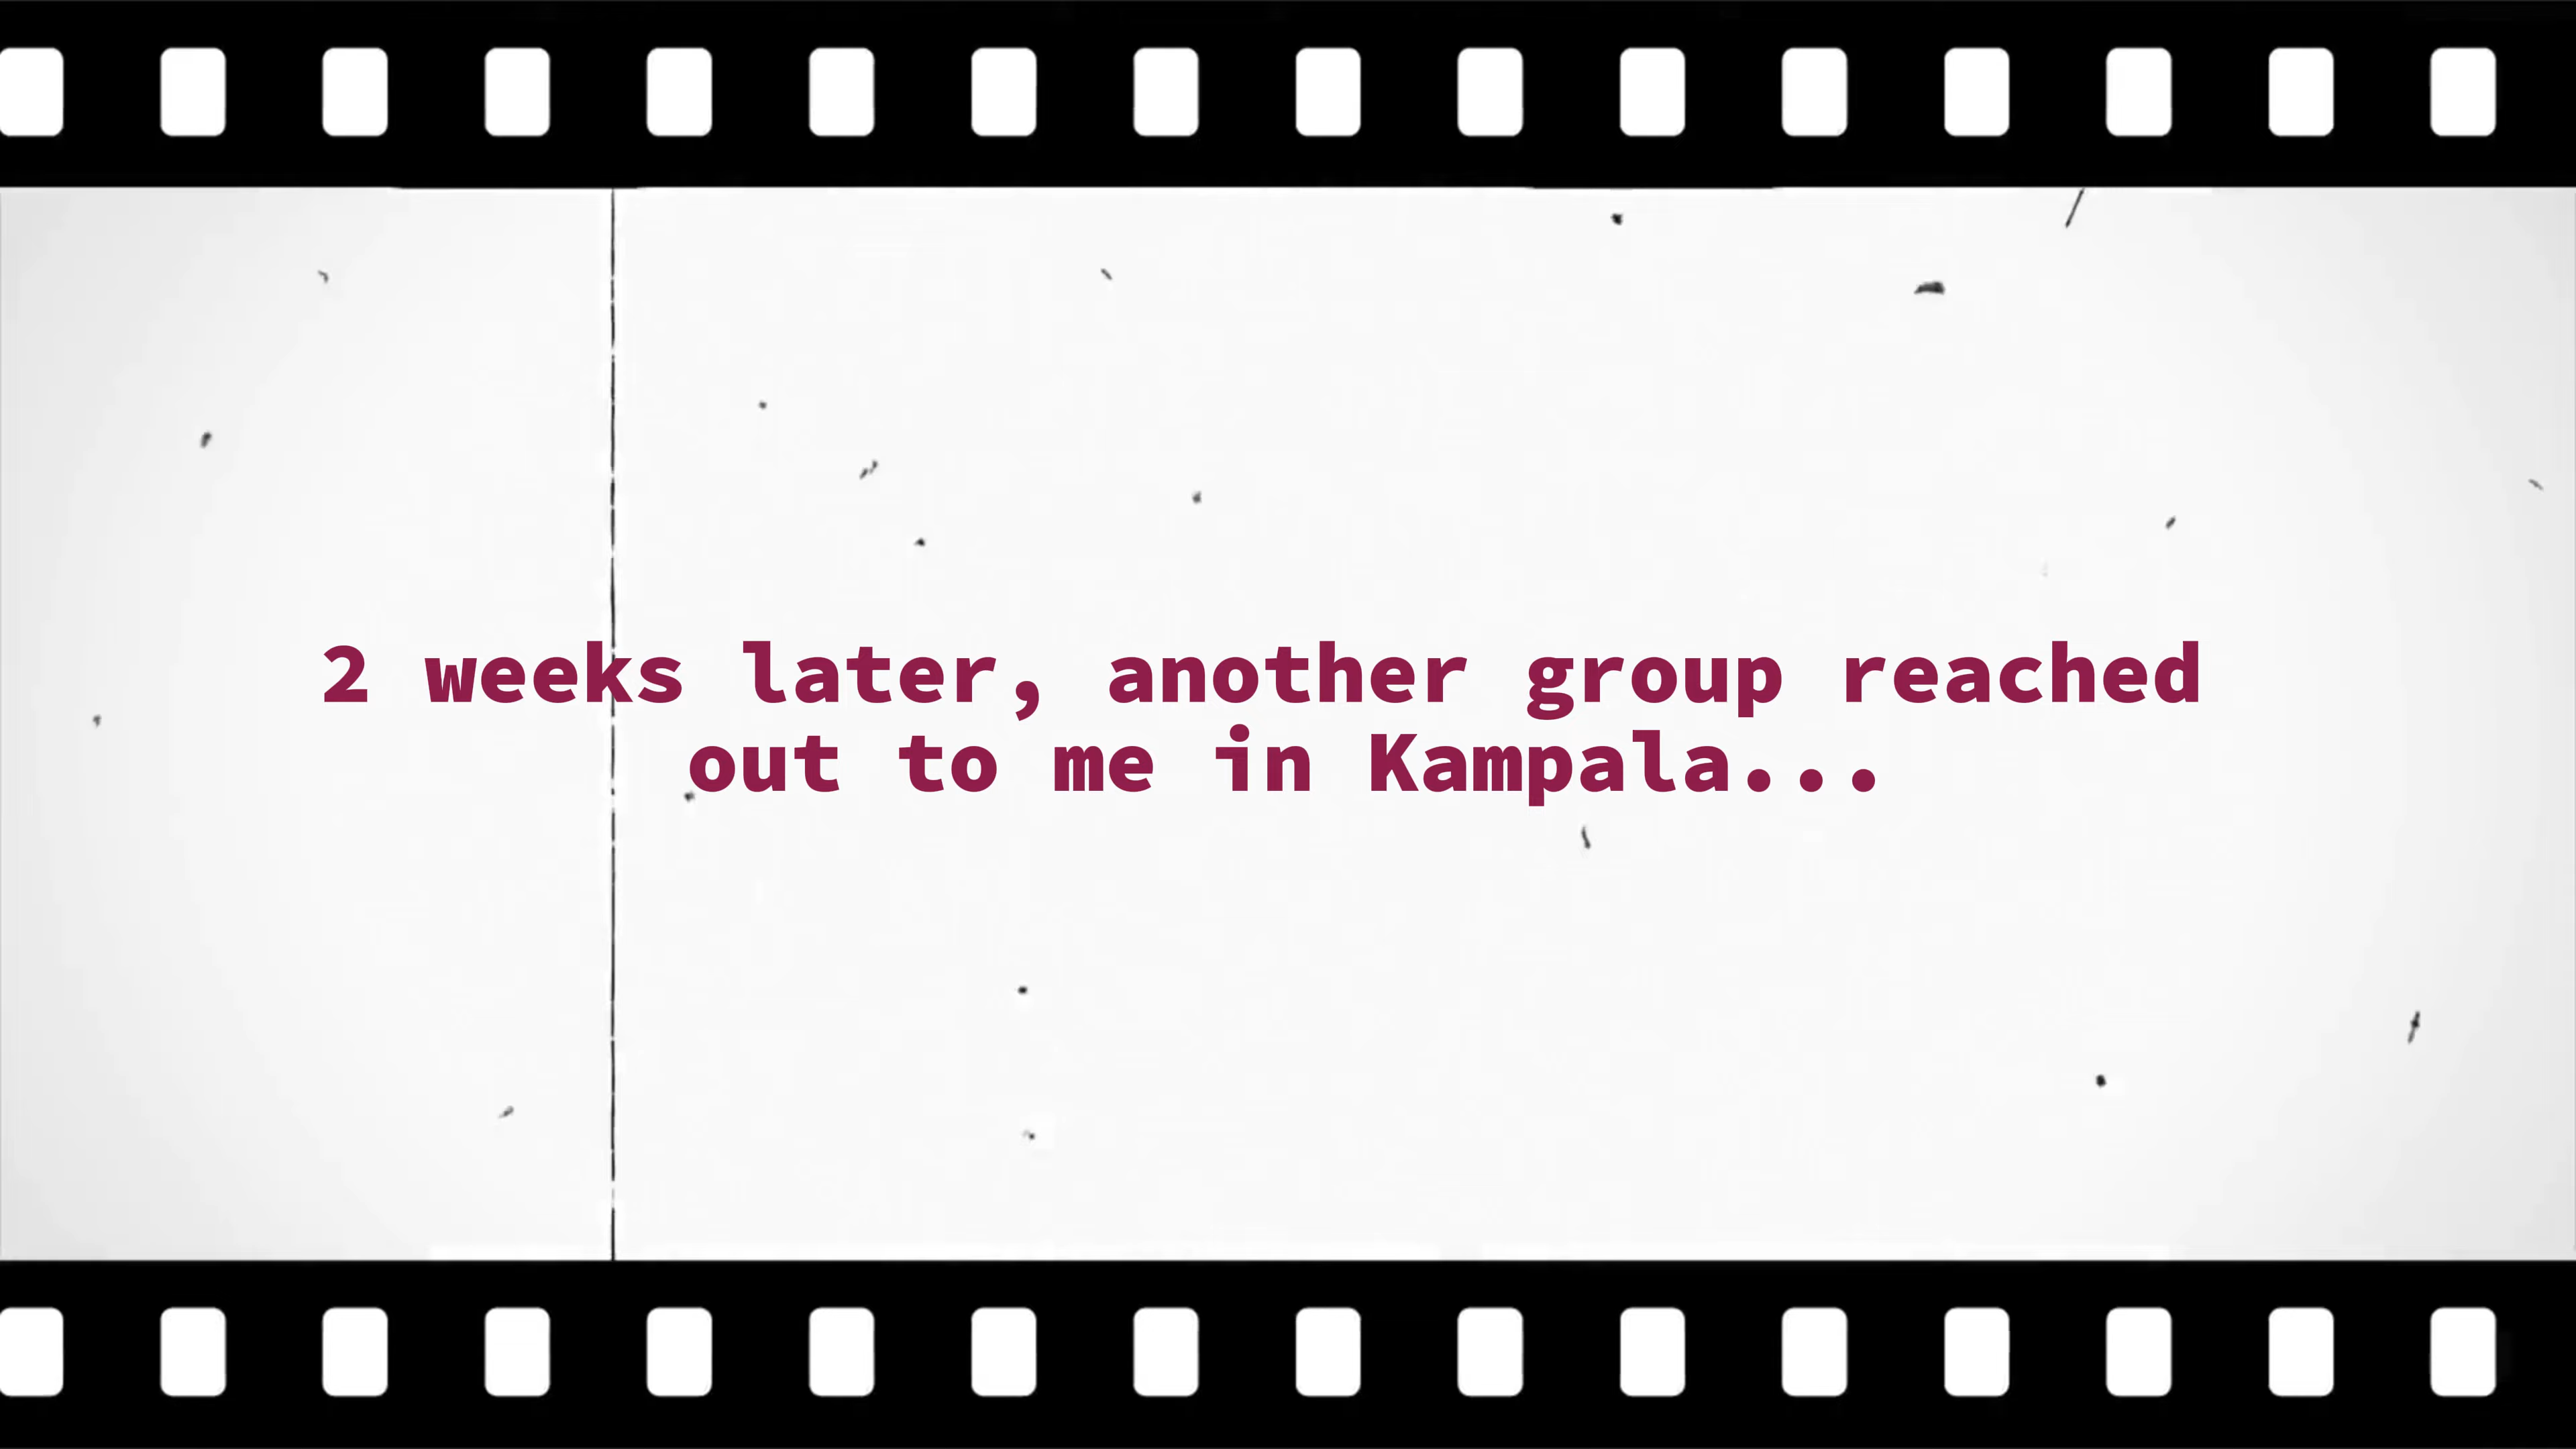 2 weeks later, another group reached
out to me in Kampala...